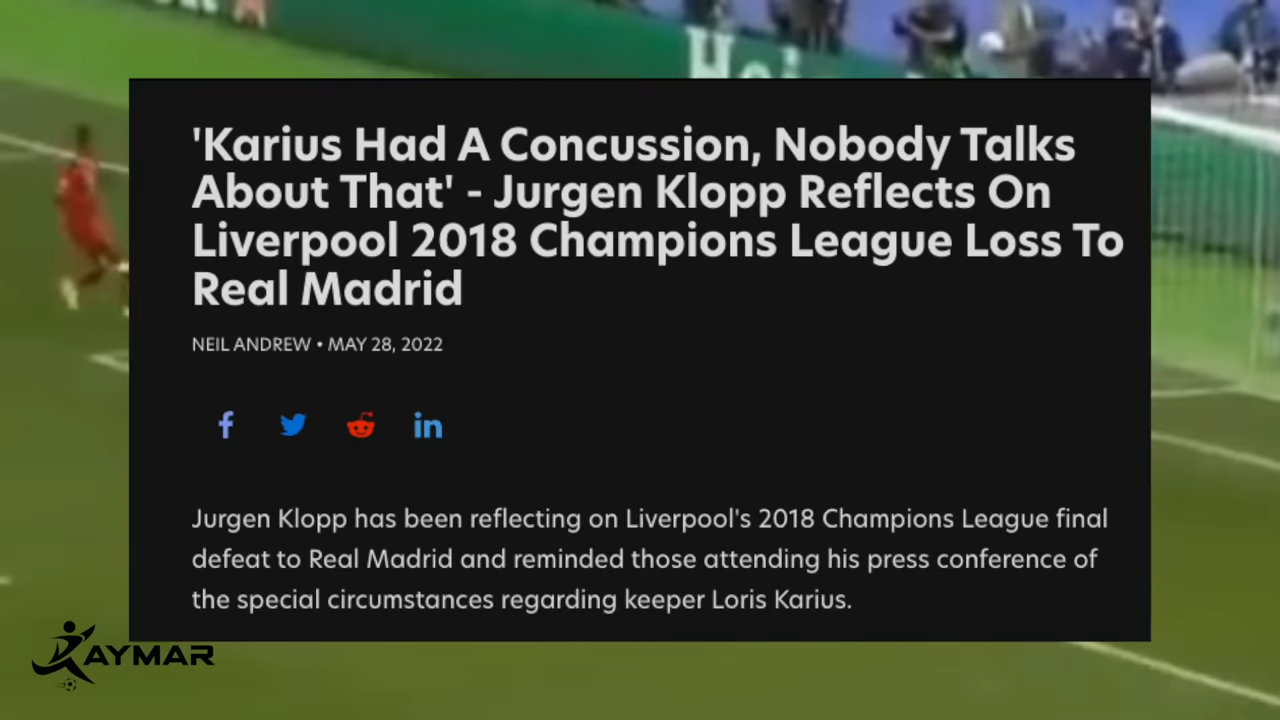 'Karius Had A Concussion, Nobody Talks
About That' - Jurgen Klopp Reflects On
Liverpool 2018 Champions League Loss To
Real Madrid
NEIL ANDREW • MAY 28, 2022
Jurgen Klopp has been reflecting on Liverpool's 2018 Champions League final
defeat to Real Madrid and reminded those attending his press conference of
the special circumstances regarding keeper Loris Karius.
KAYMAR